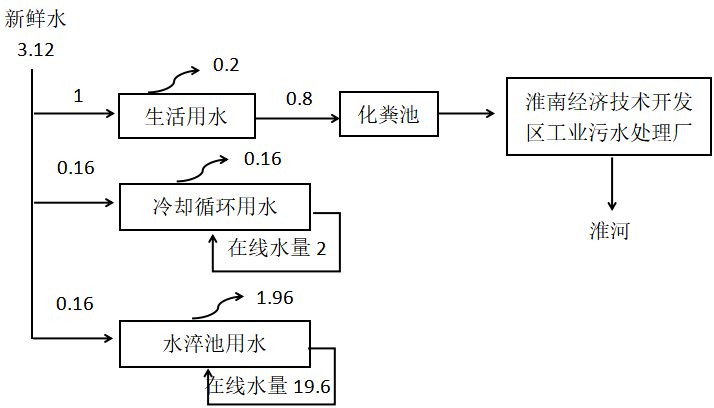 新鲜水
3.12
0.2
1
生活用水
0.8
化粪池
淮南经济技术开发
区工业污水处理厂
0.16
0.16
冷却循环用水
在线水量 2
淮河
0.16
1.96
水淬池用水
在线水量 19.6